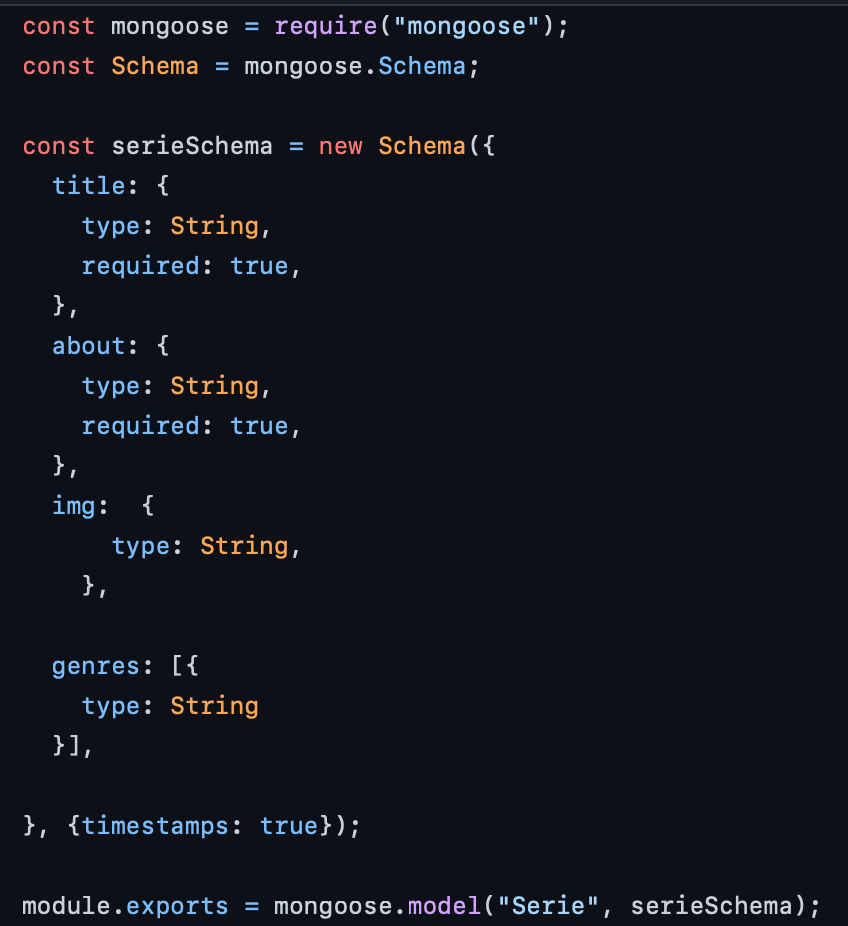 const mongoose = require("mongoose");
const Schema = mongoose.Schema;

const serieSchema = new Schema({
  title: {
    type: String,
    required: true,
  },
  about: {
    type: String,
    required: true,
  },
  img:  {
      type: String,
    },

  genres: [{
    type: String
  }],

}, {timestamps: true});

module.exports = mongoose.model("Serie", serieSchema);